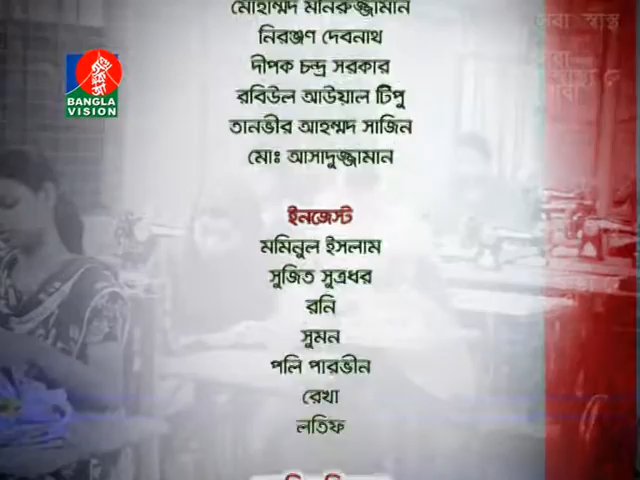 মোহাম্মদ মনিরুজ্জামান
নিরঞ্জণ দেবনাথ
দীপক চন্দ্র সরকার
রবিউল আউয়াল টিপু
তানভীর আহম্মদ সাজিন
মোঃ আসাদুজ্জামান
BANGLA
VISION
ইনজেস্ট
মমিনুল ইসলাম
সুজিত সুত্রধর
রনি
সুমন
পলি পারভীন
রেখা
লতিফ